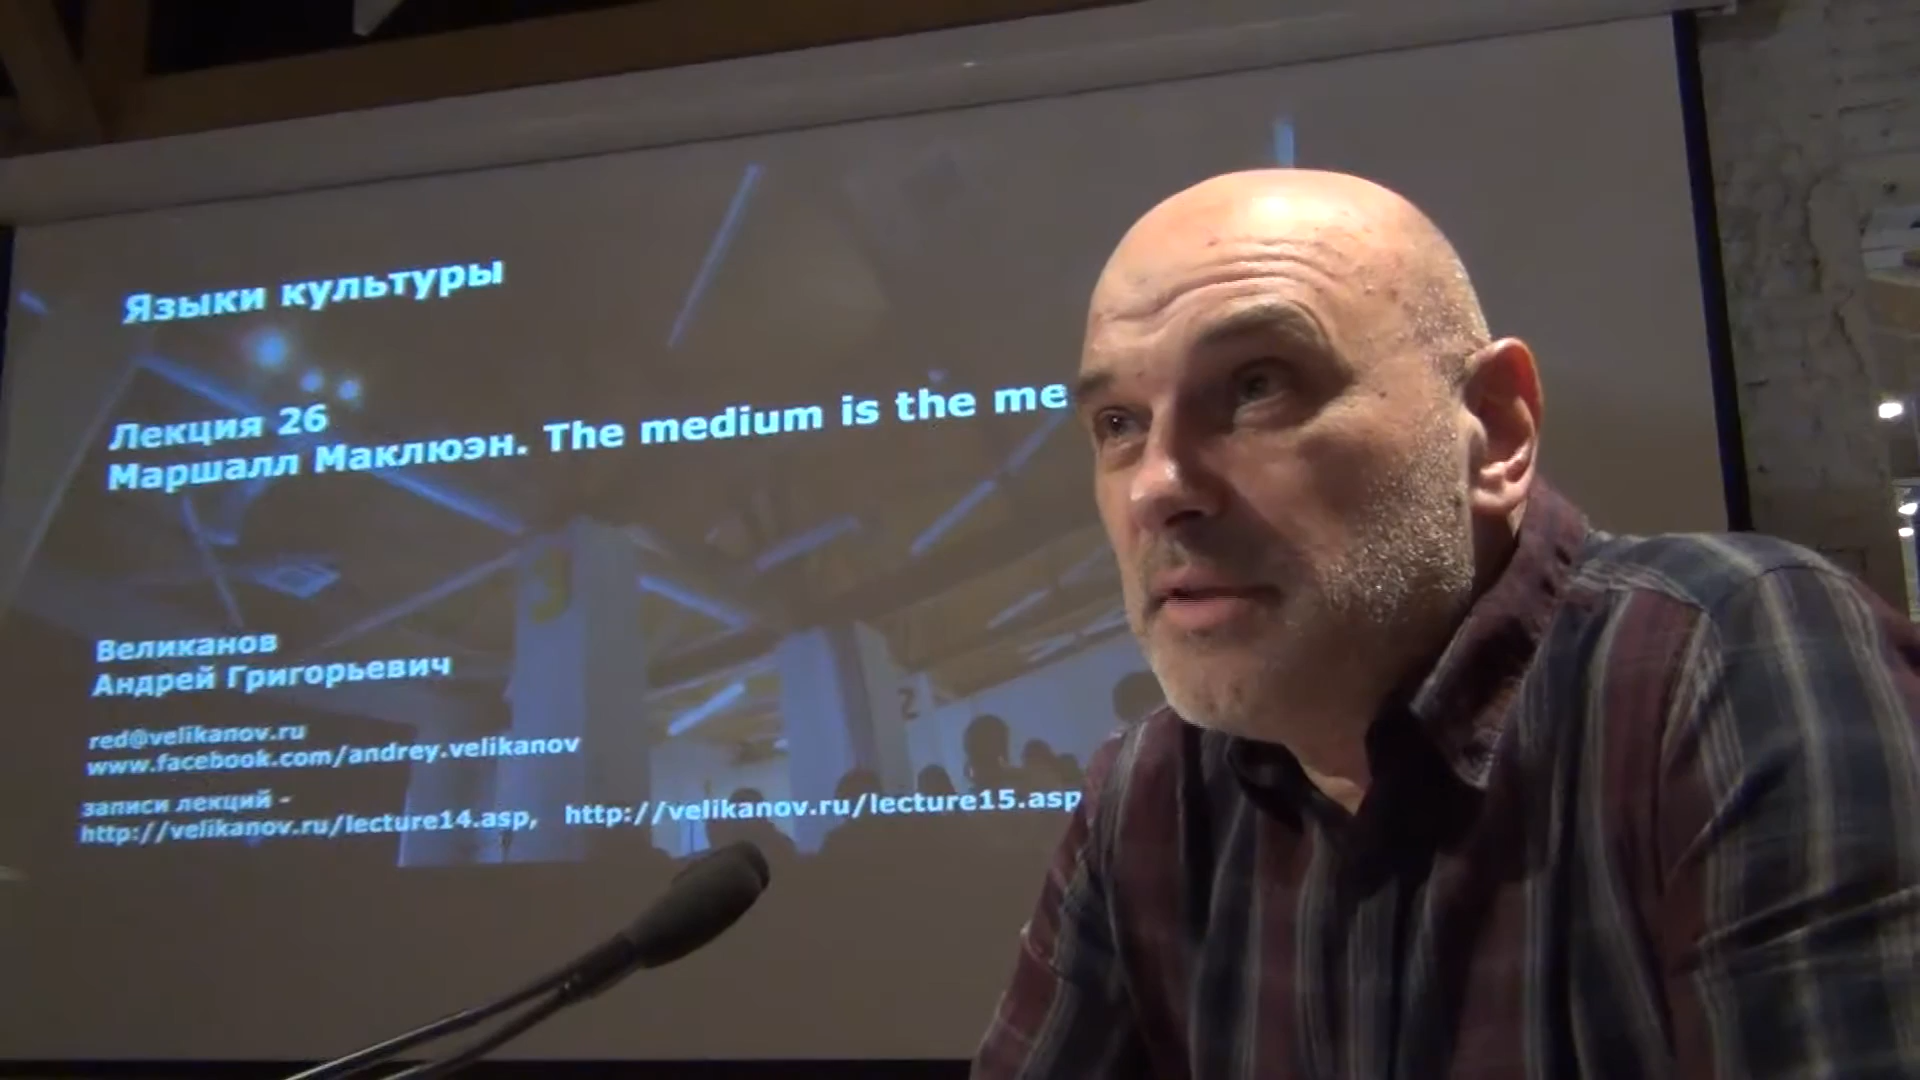 Языки культуры
Лекция 26
Маршалл Маклюэн. The medium is the me
Великанов
Андрей Григорьевич
red@velikanov.ru
www.facebook.com/andrey.velikanov
записи лекций -
http://velikanov.ru/lecture14.asp, http://velikanov.ru/lecture15.asp
2